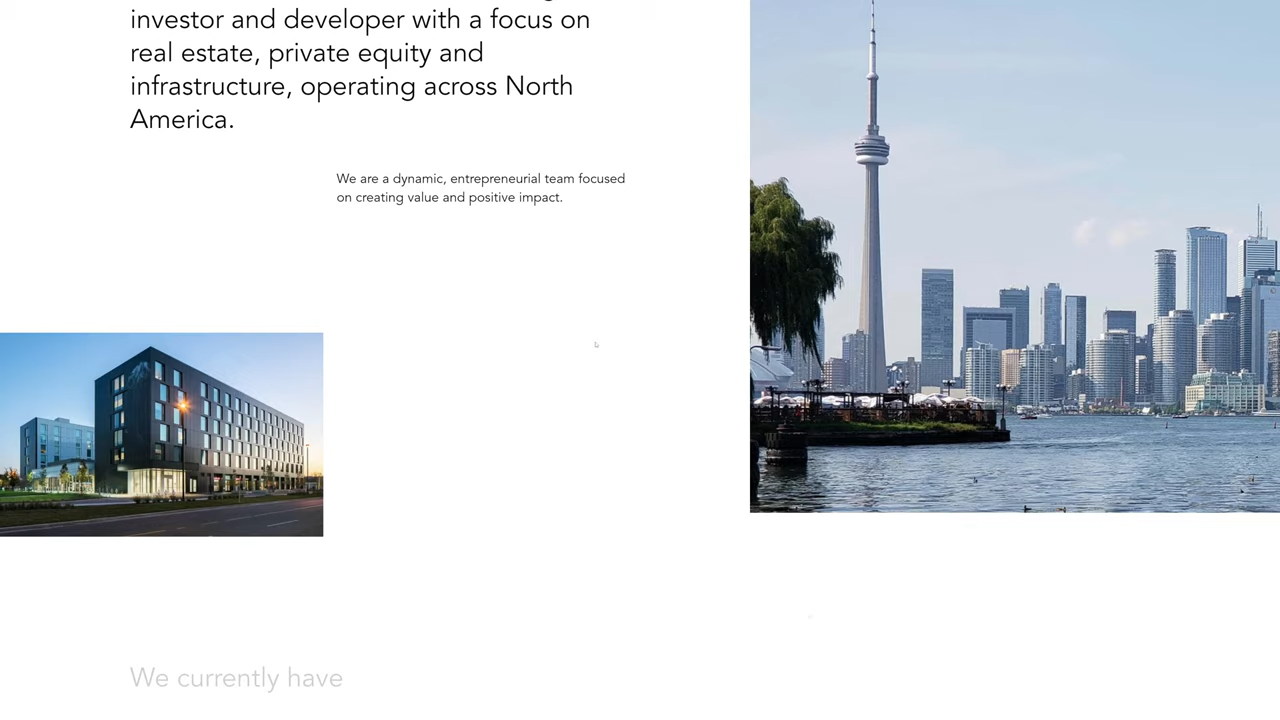 investor and developer with a focus on
real estate, private equity and
infrastructure, operating across North
America.
We are a dynamic, entrepreneurial team focused
on creating value and positive impact.
We currently have